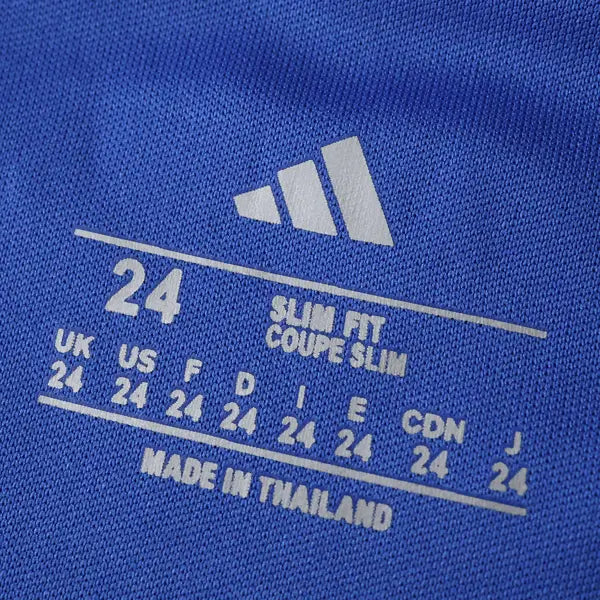 24 SLIM FIT
COUPE SLIM
UK US F D I E CDN J
24 24 24 24 24 24 24 24
MADE IN THAILAND